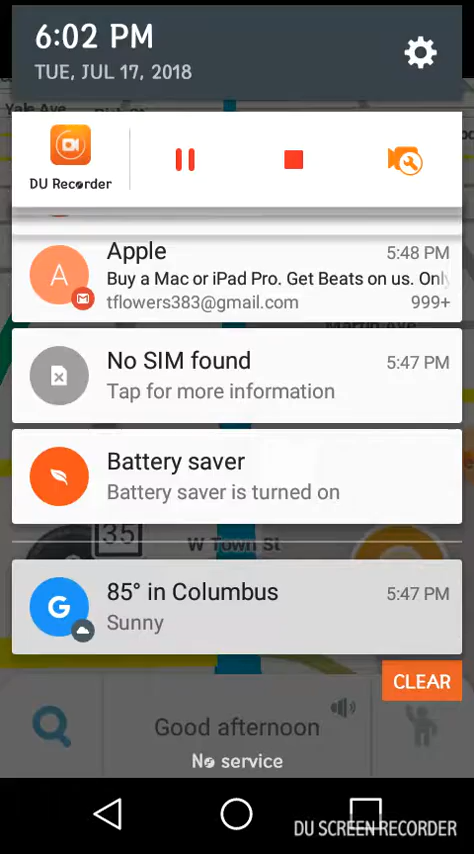 6:02 PM
TUE, JUL 17, 2018
Yale Ave
DU Recorder
Apple
5:48 PM
Buy a Mac or iPad Pro. Get Beats on us. Onl
tflowers383@gmail.com
999+
No SIM found
5:47 PM
Tap for more information
Battery saver
Battery saver is turned on
35
W Town St
85° in Columbus
5:47 PM
Sunny
CLEAR
Good afternoon
No service
DU SCREEN RECORDER